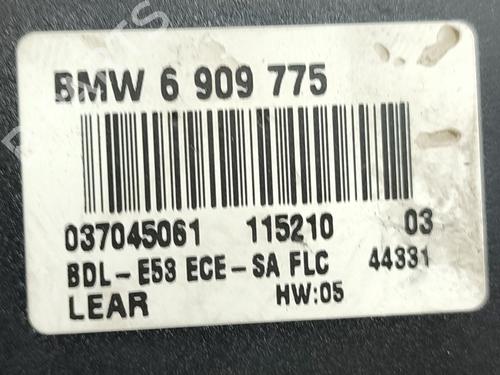 BMW 6 909 775
037045061 115210 03
BDL-E53 ECE-SA FLC 44331
LEAR HW:05